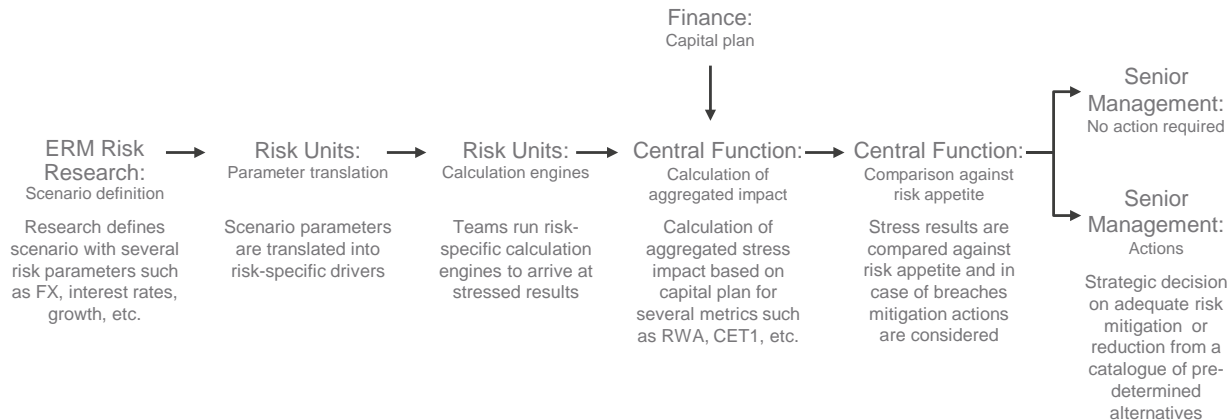 Finance:
Capital plan
ERM Risk
Research:
Scenario definition
Research defines
scenario with several
risk parameters such
as FX, interest rates,
growth, etc.
Risk Units:
Parameter translation
Scenario parameters
are translated into
risk-specific drivers
Risk Units:
Calculation engines
Teams run risk-
specific calculation
engines to arrive at
stressed results
Central Function:
Calculation of
aggregated impact
Calculation of
aggregated stress
impact based on
capital plan for
several metrics such
as RWA, CET1, etc.
Central Function:
Comparison against
risk appetite
Stress results are
compared against
risk appetite and in
case of breaches
mitigation actions
are considered
Senior
Management:
No action required
Senior
Management:
Actions
Strategic decision
on adequate risk
mitigation or
reduction from a
catalogue of pre-
determined
alternatives